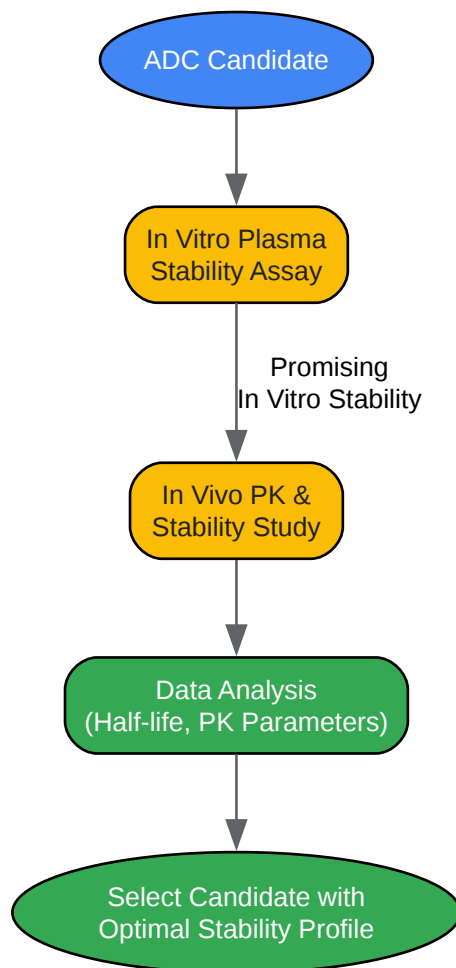 ADC Candidate
In Vitro Plasma
Stability Assay
Promising
In Vitro Stability
In Vivo PK &
Stability Study
Data Analysis
(Half-life, PK Parameters)
Select Candidate with
Optimal Stability Profile